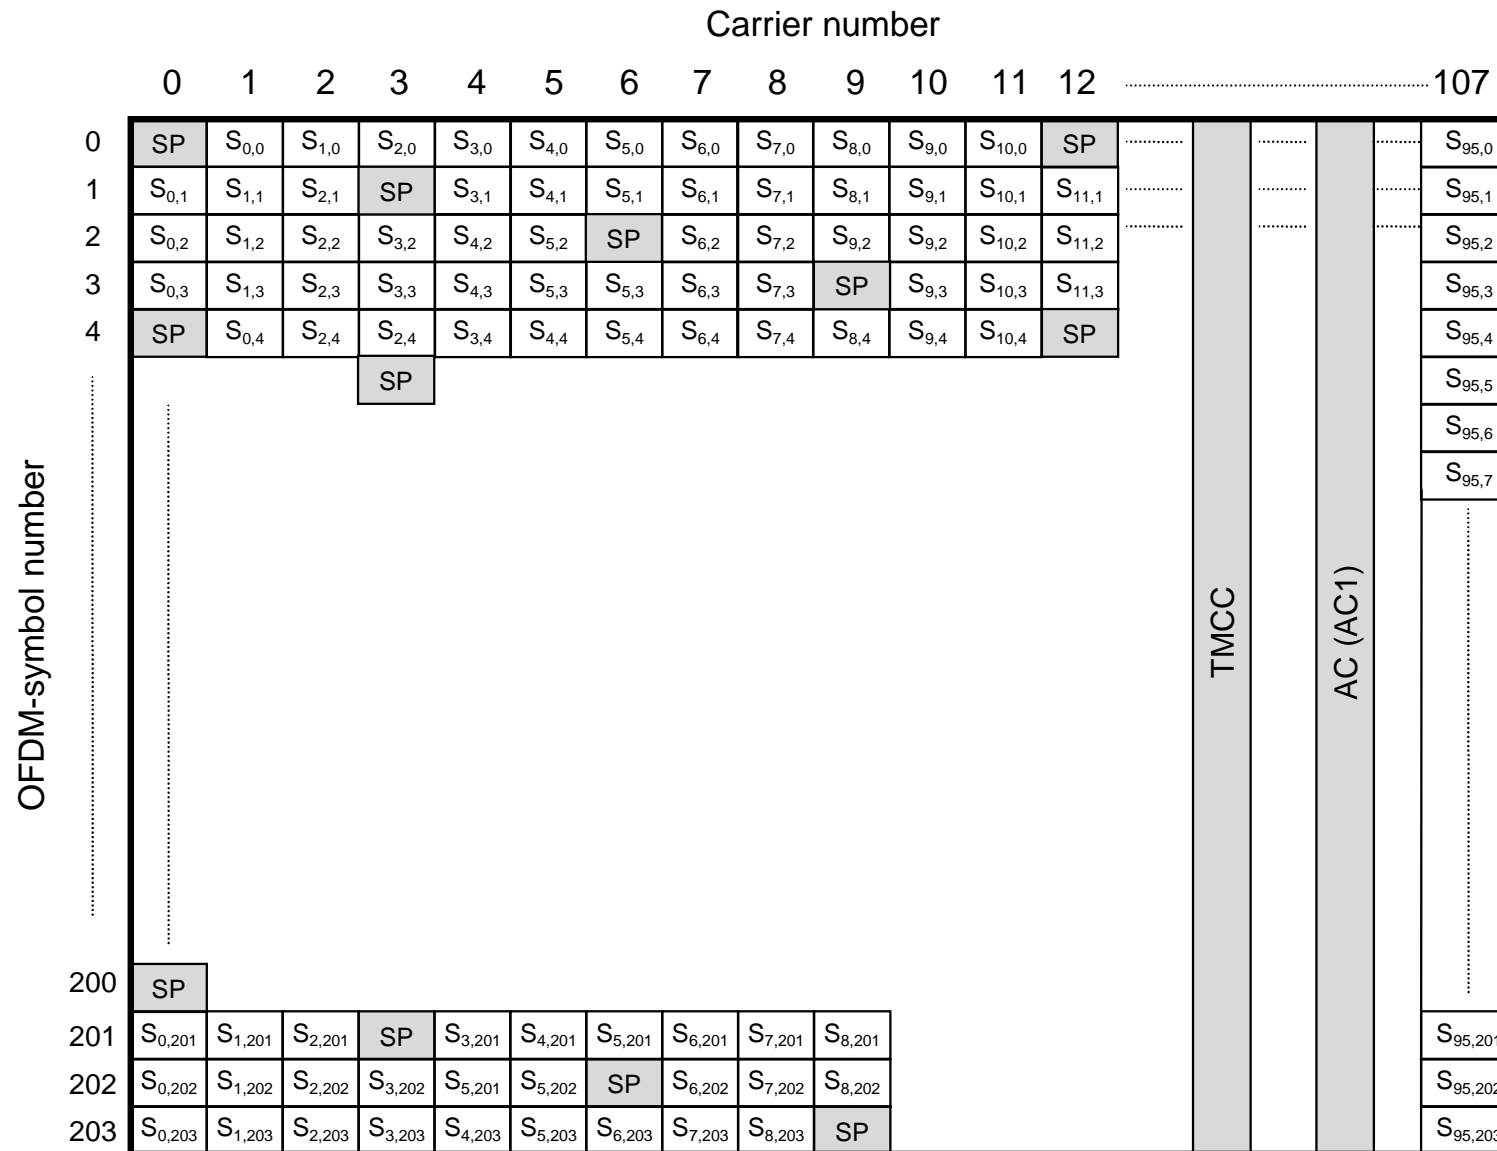 Carrier number
0 1 2 3 4 5 6 7 8 9 10 11 12 107
0 SP S0,0 S1,0 S2,0 S3,0 S4,0 S5,0 S6,0 S7,0 S8,0 S9,0 S10,0 SP S95,0
1 S0,1 S1,1 S2,1 SP S3,1 S4,1 S5,1 S6,1 S7,1 S8,1 S9,1 S10,1 S11,1 S95,1
2 S0,2 S1,2 S2,2 S3,2 S4,2 S5,2 SP S6,2 S7,2 S9,2 S9,2 S10,2 S11,2 S95,2
3 S0,3 S1,3 S2,3 S3,3 S4,3 S5,3 S5,3 S6,3 S7,3 SP S9,3 S10,3 S11,3 S95,3
4 SP S0,4 S2,4 S2,4 S3,4 S4,4 S5,4 S6,4 S7,4 S8,4 S9,4 S10,4 SP S95,4
SP S95,5
S95,6
S95,7
OFDM-symbol number
TMCC
AC (AC1)
200 SP
201 S0,201 S1,201 S2,201 SP S3,201 S4,201 S5,201 S6,201 S7,201 S8,201 S95,201
202 S0,202 S1,202 S2,202 S3,202 S5,201 S5,202 SP S6,202 S7,202 S8,202 S95,202
203 S0,203 S1,203 S2,203 S3,203 S4,203 S5,203 S6,203 S7,203 S8,203 SP S95,203